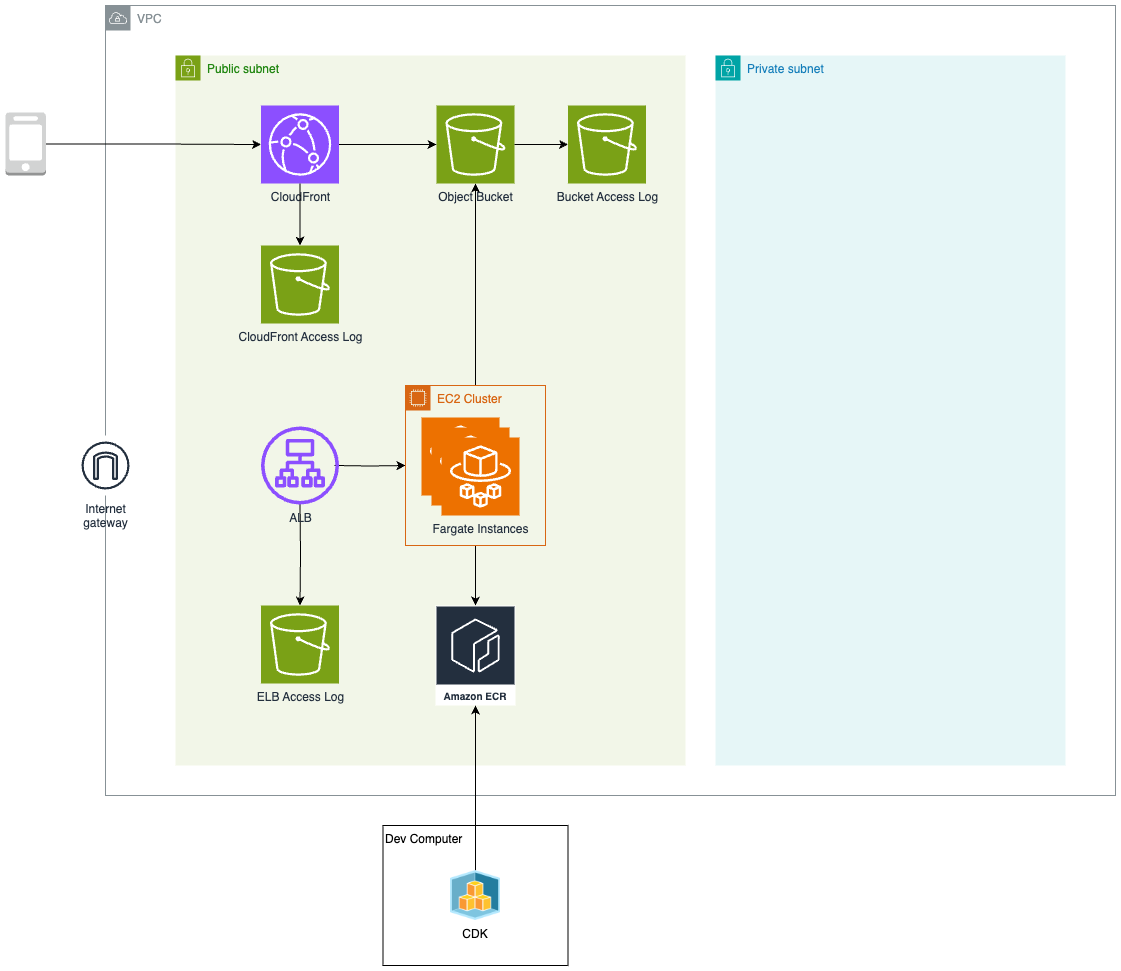 VPC
Public subnet
Private subnet
CloudFront
Object Bucket
Bucket Access Log
CloudFront Access Log
EC2 Cluster
Internet
gateway
ALB
Fargate Instances
ELB Access Log
Amazon ECR
Dev Computer
CDK